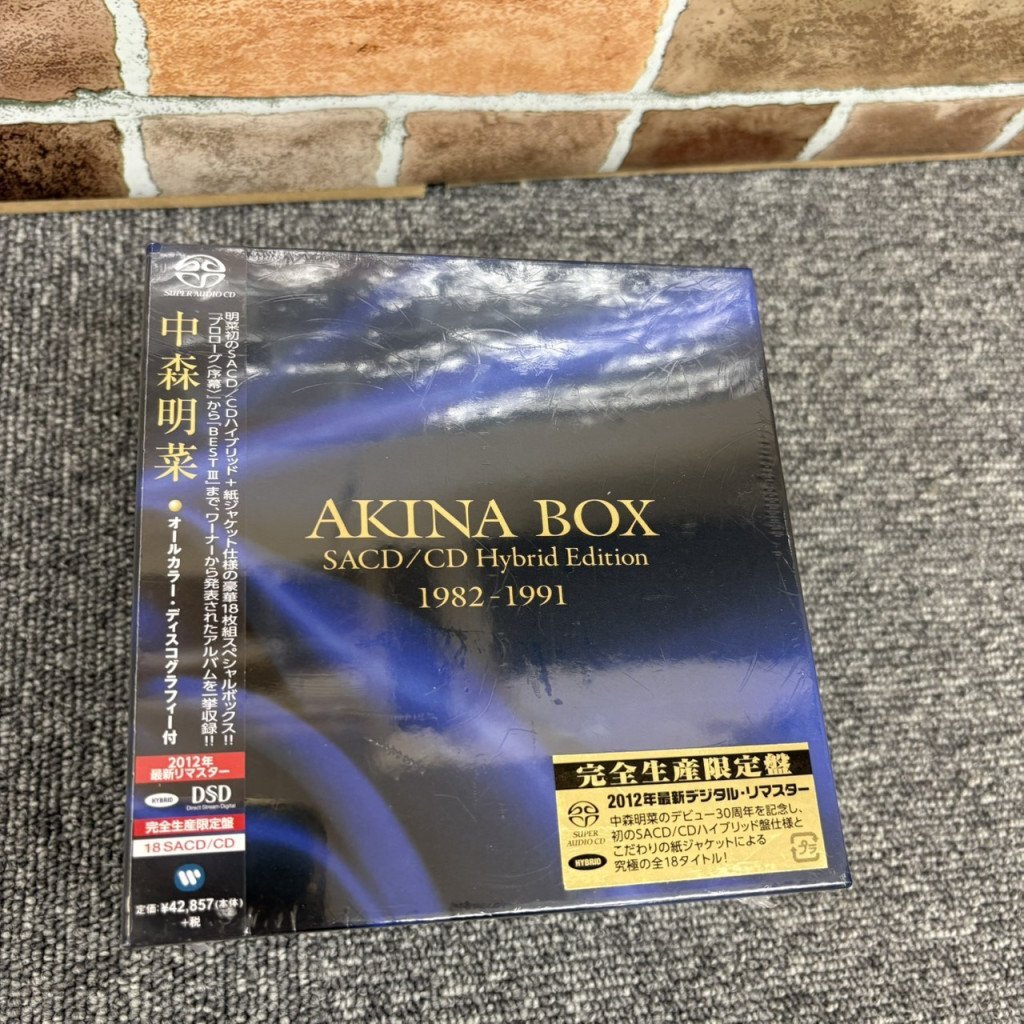 SUPER AUDIO CD
中森明菜
明菜初のSACD/CDハイブリッド+紙ジャケット仕様の豪華18枚組スペシャルボックス!!
『プロローグ〈序幕〉』から『BEST Ⅲ』まで、ワーナーから発表されたアルバムを一挙収録!!
●オールカラー・ディスコグラフィー付
2012年
最新リマスター
HYBRID
DSD
Direct Stream Digital
完全生産限定盤
18 SACD/CD
定価:¥42,857(本体)
+税
AKINA BOX
SACD/CD Hybrid Edition
1982-1991
完全生産限定盤
2012年最新デジタル・リマスター
SUPER AUDIO CD
HYBRID
中森明菜のデビュー30周年を記念し、
初のSACD/CDハイブリッド盤仕様と
こだわりの紙ジャケットによる
究極の全18タイトル!
プラ